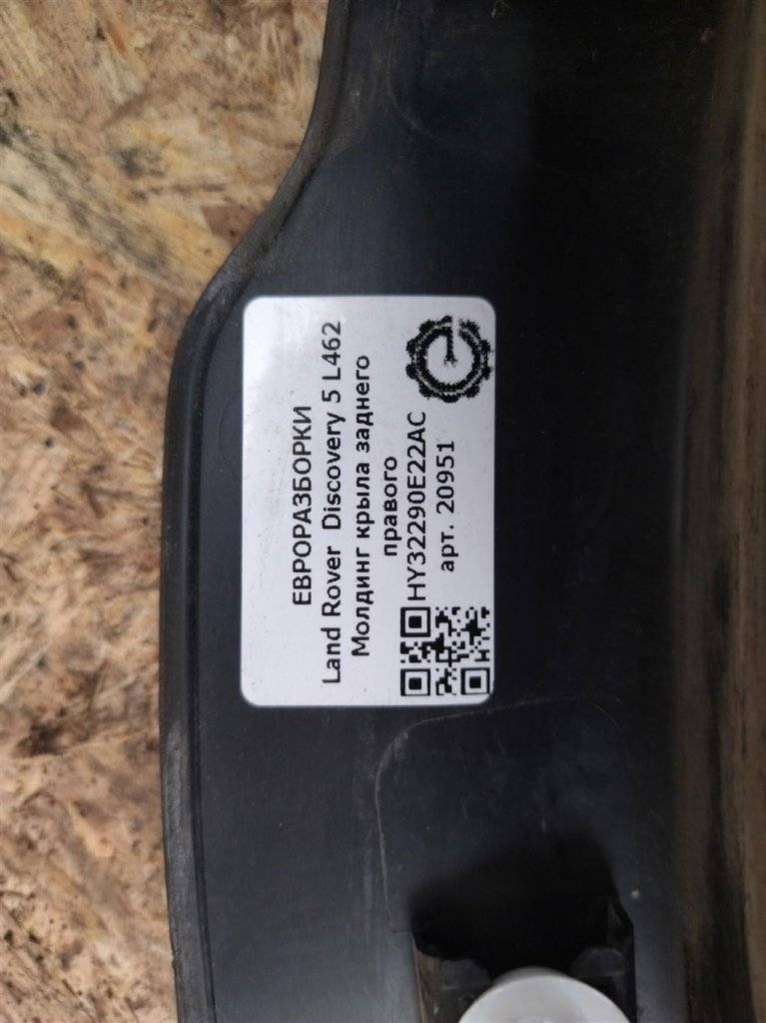 ЕВРОРАЗБОРКИ
Land Rover Discovery 5 L462
Молдинг крыла заднего
правого
HY32290E22AC
арт. 20951